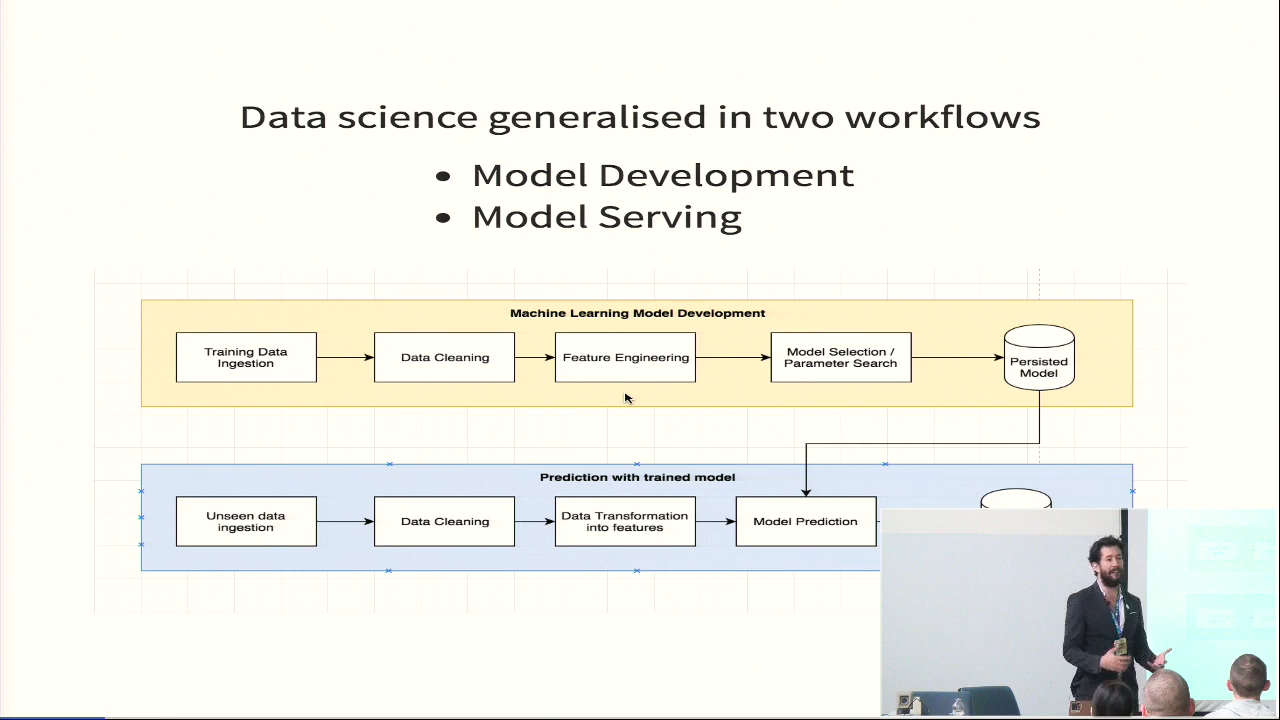 Data science generalised in two workflows
• Model Development
• Model Serving
Machine Learning Model Development
Training Data
Ingestion
Data Cleaning
Feature Engineering
Model Selection /
Parameter Search
Persisted
Model
Prediction with trained model
Unseen data
ingestion
Data Cleaning
Data Transformation
into features
Model Prediction